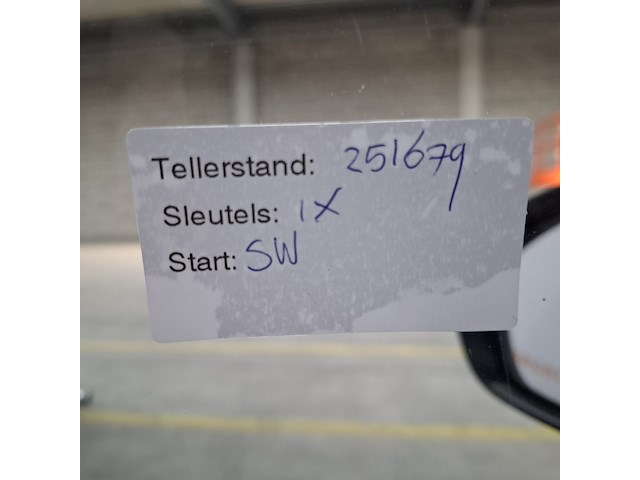 Tellerstand: 251679
Sleutels: 1X
Start: SW